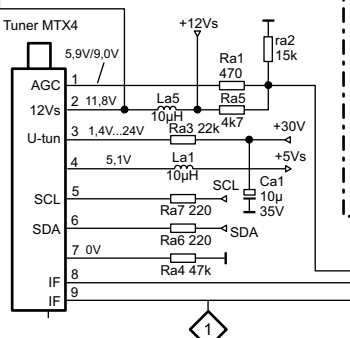 Tuner MTX4
+12Vs
ra2
15k
5,9V/9,0V
Ra1
470
AGC 1
12Vs 2 11,8V
La5
10µH
Ra5
4k7
U-tun 3 1,4V...24V Ra3 22k +30V
4 5,1V La1
10µH
+5Vs
Ca1
10µ
35V
SCL 5 SCL
Ra7 220
SDA 6 SDA
Ra6 220
7 0V
Ra4 47k
IF 8
IF 9
1